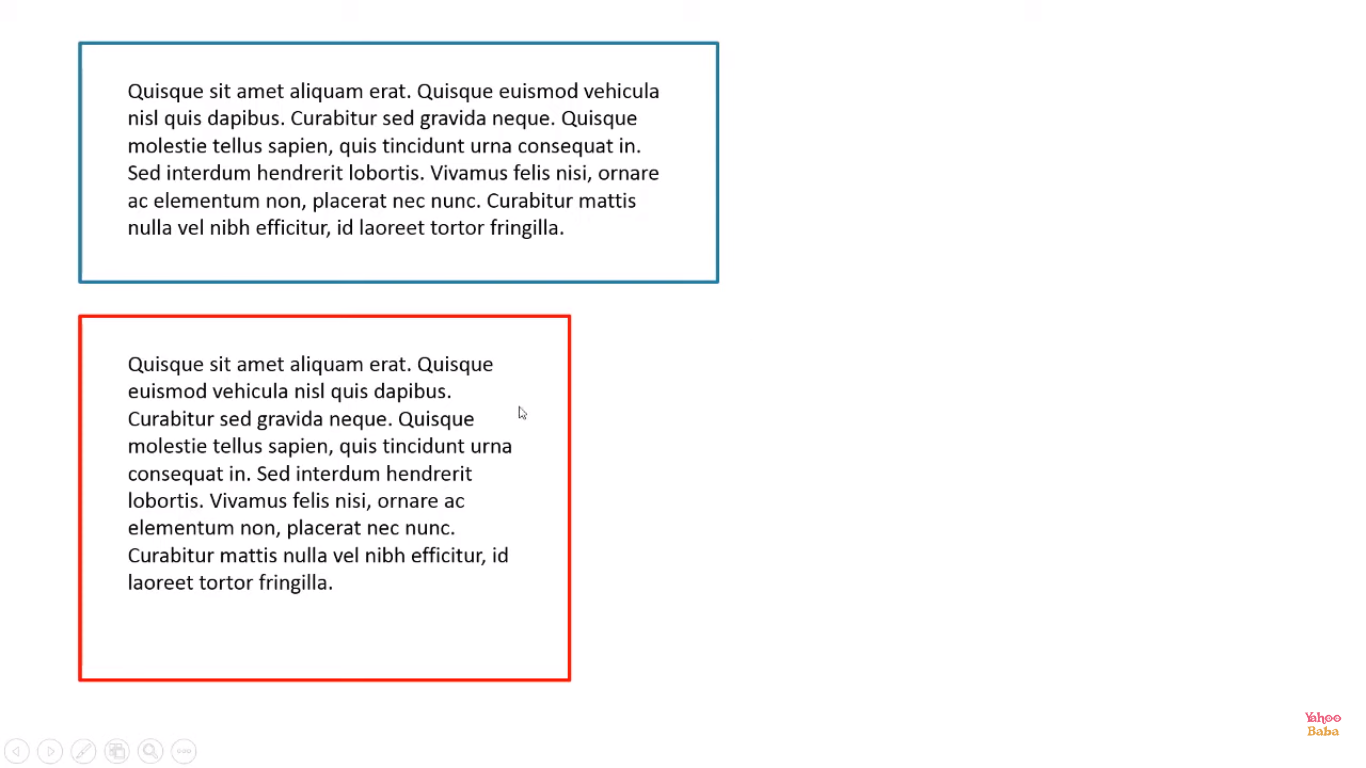 Quisque sit amet aliquam erat. Quisque euismod vehicula
nisl quis dapibus. Curabitur sed gravida neque. Quisque
molestie tellus sapien, quis tincidunt urna consequat in.
Sed interdum hendrerit lobortis. Vivamus felis nisi, ornare
ac elementum non, placerat nec nunc. Curabitur mattis
nulla vel nibh efficitur, id laoreet tortor fringilla.
Quisque sit amet aliquam erat. Quisque
euismod vehicula nisl quis dapibus.
Curabitur sed gravida neque. Quisque
molestie tellus sapien, quis tincidunt urna
consequat in. Sed interdum hendrerit
lobortis. Vivamus felis nisi, ornare ac
elementum non, placerat nec nunc.
Curabitur mattis nulla vel nibh efficitur, id
laoreet tortor fringilla.
Yahoo
Baba